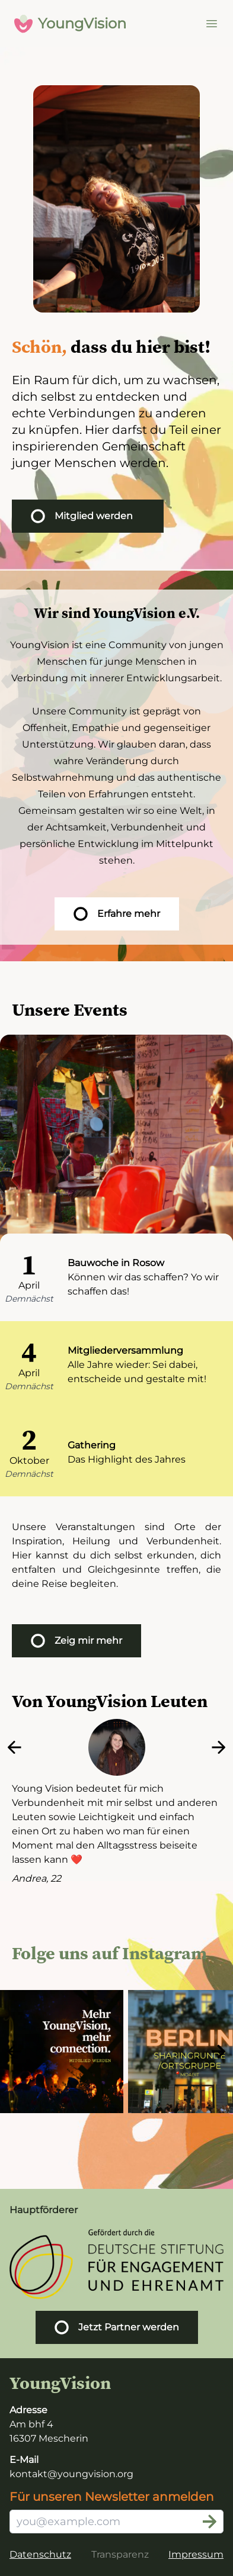 YoungVision
Schön, dass du hier bist!
Ein Raum für dich, um zu wachsen,
dich selbst zu entdecken und
echte Verbindungen zu anderen
zu knüpfen. Hier darfst du Teil einer
inspirierenden Gemeinschaft
junger Menschen werden.
Mitglied werden
Wir sind YoungVision e.V.
YoungVision ist eine Community von jungen
Menschen für junge Menschen in
Verbindung mit innerer Entwicklungsarbeit.
Unsere Community ist geprägt von
Offenheit, Empathie und gegenseitiger
Unterstützung. Wir glauben daran, dass
wahre Veränderung durch
Selbstwahrnehmung und das authentische
Teilen von Erfahrungen entsteht.
Gemeinsam gestalten wir so eine Welt, in
der Achtsamkeit, Verbundenheit und
persönliche Entwicklung im Mittelpunkt
stehen.
Erfahre mehr
Unsere Events
1
April
Demnächst
Bauwoche in Rosow
Können wir das schaffen? Yo wir
schaffen das!
4
April
Demnächst
Mitgliederversammlung
Alle Jahre wieder: Sei dabei,
entscheide und gestalte mit!
2
Oktober
Demnächst
Gathering
Das Highlight des Jahres
Unsere Veranstaltungen sind Orte der
Inspiration, Heilung und Verbundenheit.
Hier kannst du dich selbst erkunden, dich
entfalten und Gleichgesinnte treffen, die
deine Reise begleiten.
Zeig mir mehr
Von YoungVision Leuten
Young Vision bedeutet für mich
Verbundenheit mit mir selbst und anderen
Leuten sowie Leichtigkeit und einfach
einen Ort zu haben wo man für einen
Moment mal den Alltagsstress beiseite
lassen kann ❤️
Andrea, 22
Folge uns auf Instagram
Mehr
YoungVision,
mehr
connection.
MITGLIED WERDEN
BERLIN
SHARINGRUND
/ORTSGRUPPE
Hauptförderer
Gefördert durch die
DEUTSCHE STIFTUNG
FÜR ENGAGEMENT
UND EHRENAMT
Jetzt Partner werden
YoungVision
Adresse
Am bhf 4
16307 Mescherin
E-Mail
kontakt@youngvision.org
Für unseren Newsletter anmelden
you@example.com
Datenschutz Transparenz Impressum